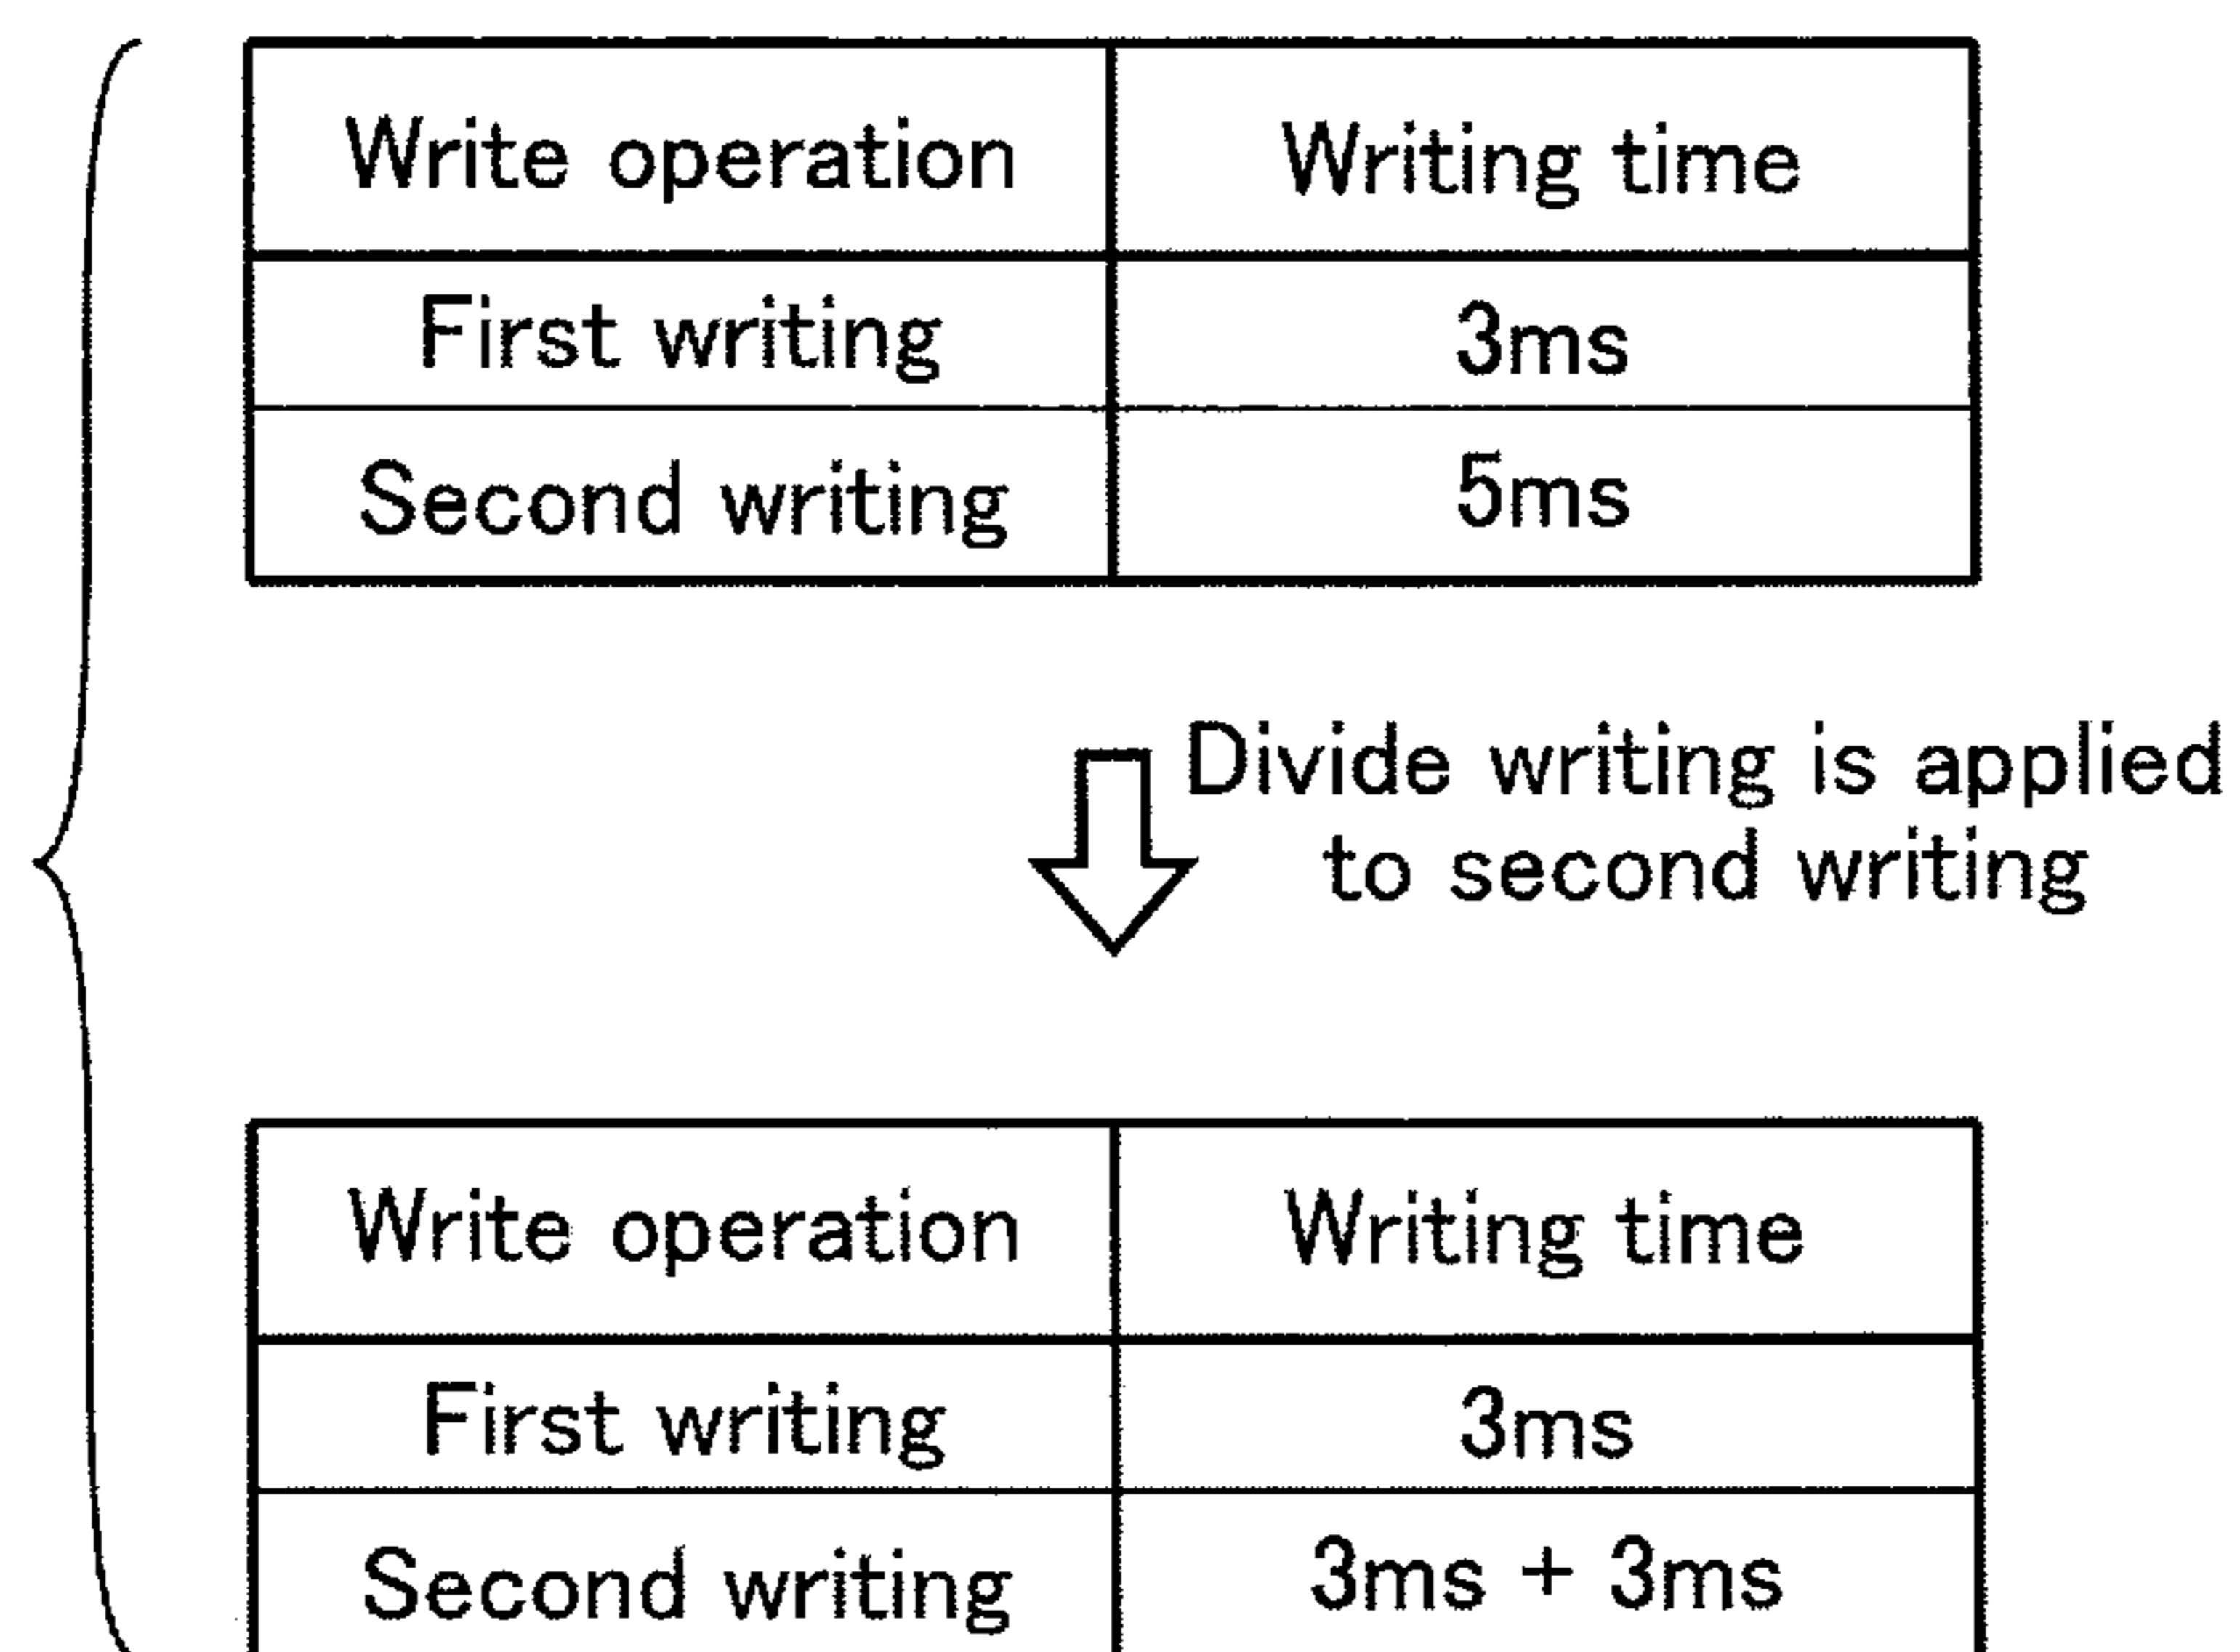 Write operation Writing time
First writing 3ms
Second writing 5ms
Divide writing is applied
to second writing
Write operation Writing time
First writing 3ms
Second writing 3ms + 3ms